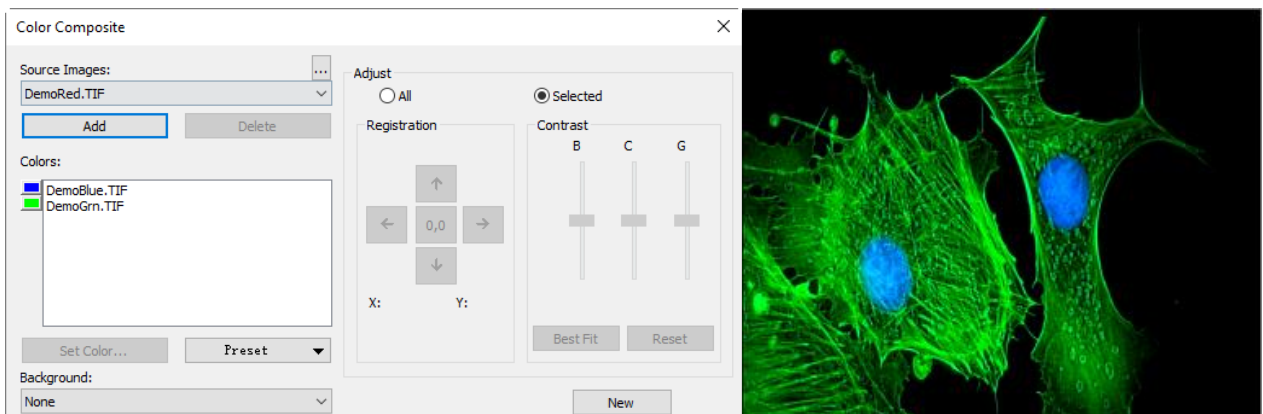 Color Composite
Source Images:
...
DemoRed.TIF
Add
Delete
Colors:
DemoBlue.TIF
DemoGrn.TIF
Set Color...
Preset
Background:
None
Adjust
All
Selected
Registration
0,0
X:
Y:
Contrast
B
C
G
Best Fit
Reset
New